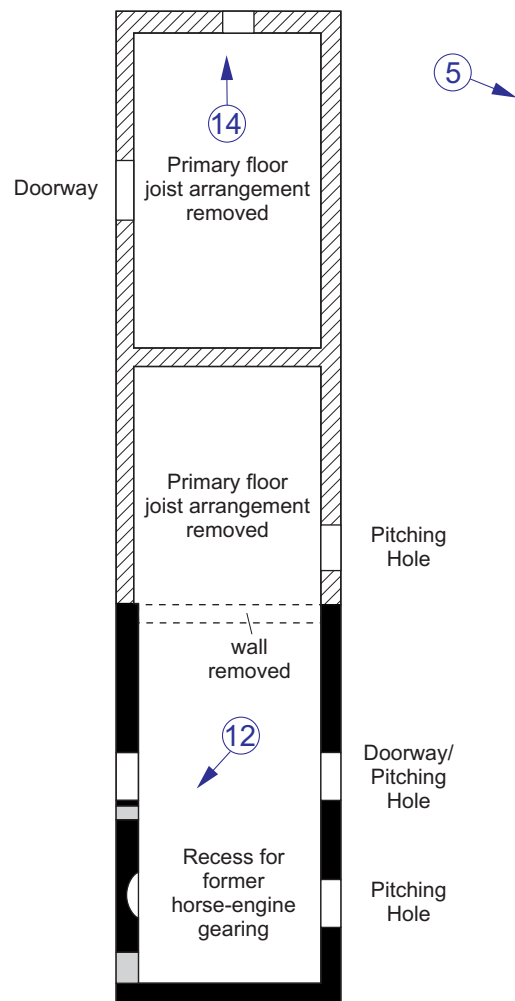 5
14
Primary floor
joist arrangement
removed
Doorway
Primary floor
joist arrangement
removed
Pitching
Hole
wall
removed
12
Doorway/
Pitching
Hole
Recess for
former
horse-engine
gearing
Pitching
Hole